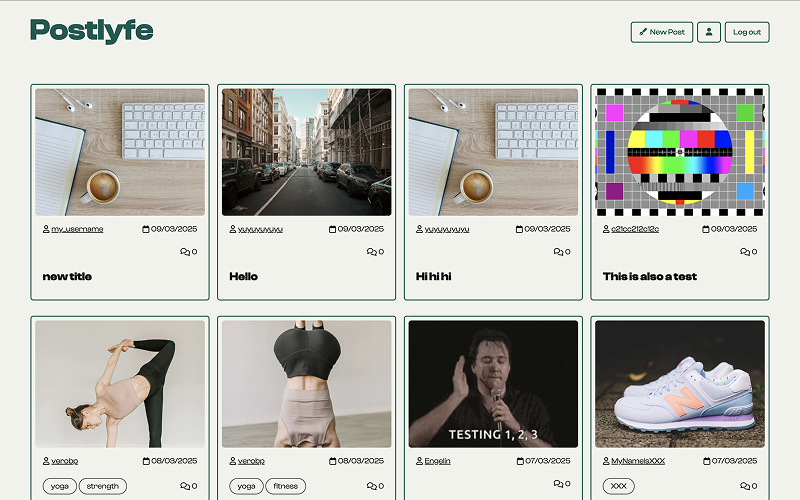 Postlyfe
New Post
Log out
my_username 09/03/2025
0
new title
yuyuyuyuyu 09/03/2025
0
Hello
yuyuyuyuyu 09/03/2025
0
Hi hi hi
c21cc212c12c 09/03/2025
0
This is also a test
verobp 08/03/2025
yoga strength 0
verobp 08/03/2025
yoga fitness 0
TESTING 1, 2, 3
Engelin 07/03/2025
0
N
MyNameIsXXX 07/03/2025
XXX 0